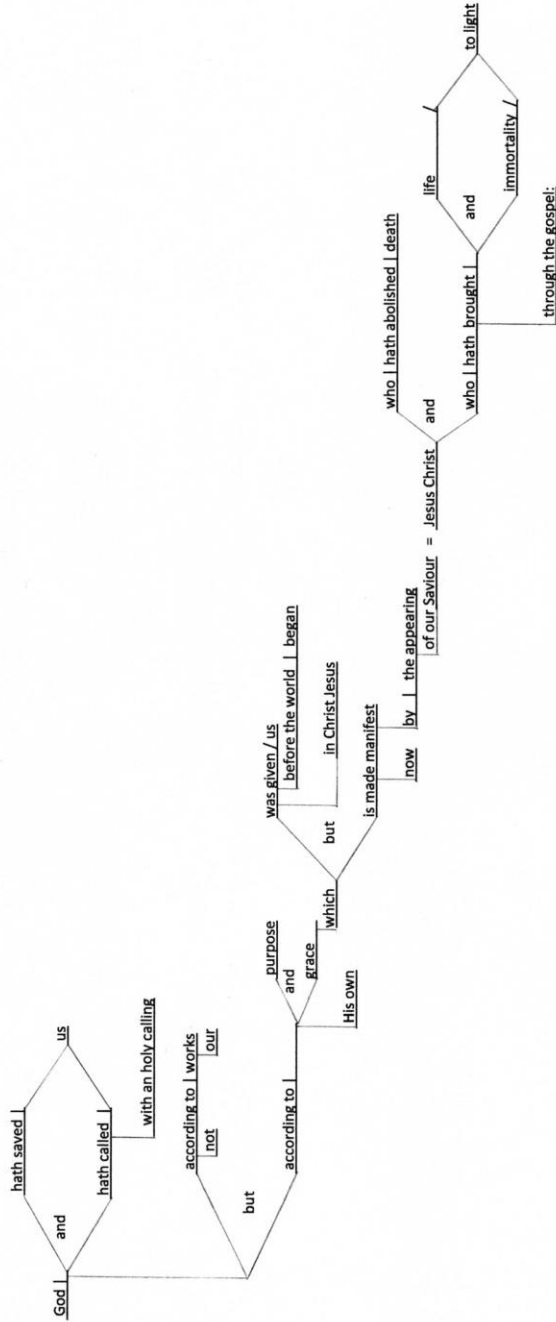 God |
hath saved |
and
hath called |
us
with an holy calling
according to | works
not
our
but
according to |
purpose
and
grace
His own
which
was given / us
before the world | began
in Christ Jesus
but
is made manifest
now
by | the appearing
of our Saviour = Jesus Christ
who | hath abolished | death
and
who | hath brought |
life /
and
immortality /
to light
through the gospel: